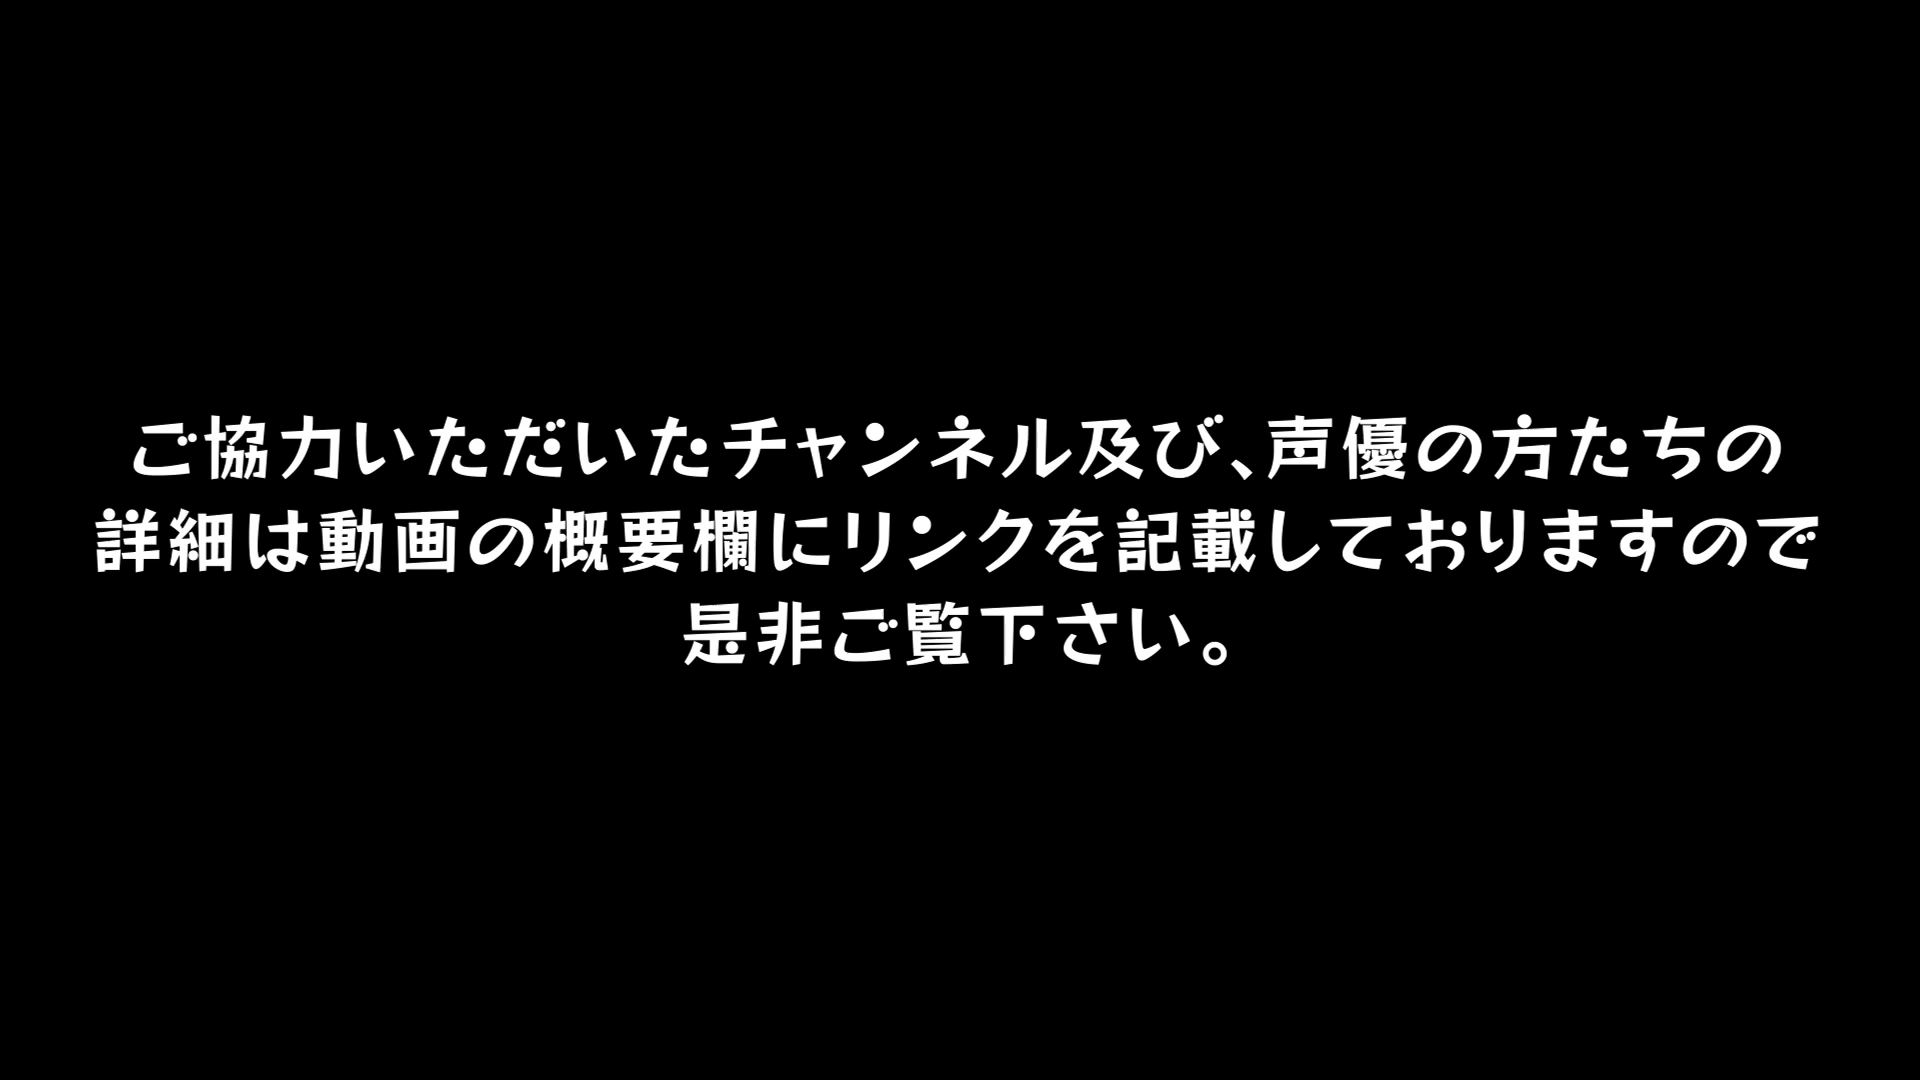 ご協力いただいたチャンネル及び、声優の方たちの
詳細は動画の概要欄にリンクを記載しておりますので
是非ご覧下さい。